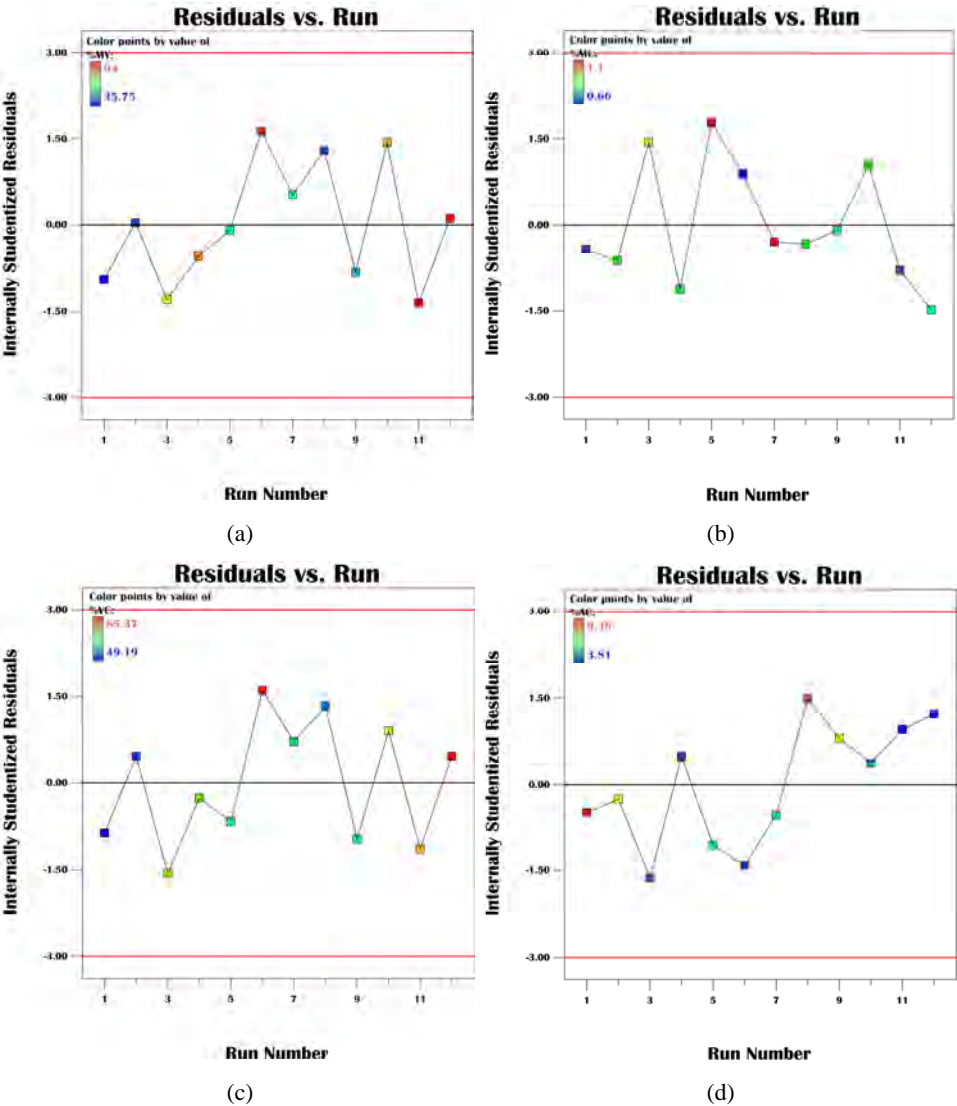 Residuals vs. Run
Color points by value of
35.75
3.00
1.50
0.00
-1.50
-3.00
Internally Studentized Residuals
1 3 5 7 9 11
Run Number
(a)
Residuals vs. Run
Color points by value of
1.1
0.66
3.00
1.50
0.00
-1.50
-3.00
Internally Studentized Residuals
1 3 5 7 9 11
Run Number
(b)
Residuals vs. Run
Color points by value of
49.19
3.00
1.50
0.00
-1.50
-3.00
Internally Studentized Residuals
1 3 5 7 9 11
Run Number
(c)
Residuals vs. Run
Color points by value of
3.81
3.00
1.50
0.00
-1.50
-3.00
Internally Studentized Residuals
1 3 5 7 9 11
Run Number
(d)